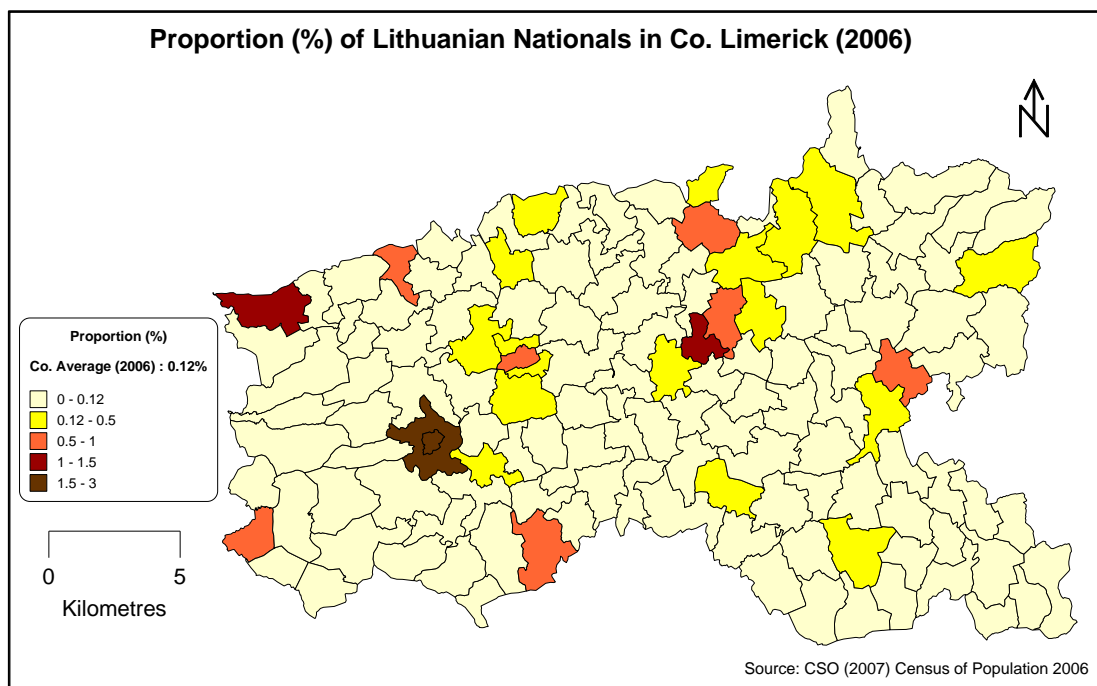 Proportion (%) of Lithuanian Nationals in Co. Limerick (2006)
N
Proportion (%)
Co. Average (2006) : 0.12%
0 - 0.12
0.12 - 0.5
0.5 - 1
1 - 1.5
1.5 - 3
0 5
Kilometres
Source: CSO (2007) Census of Population 2006